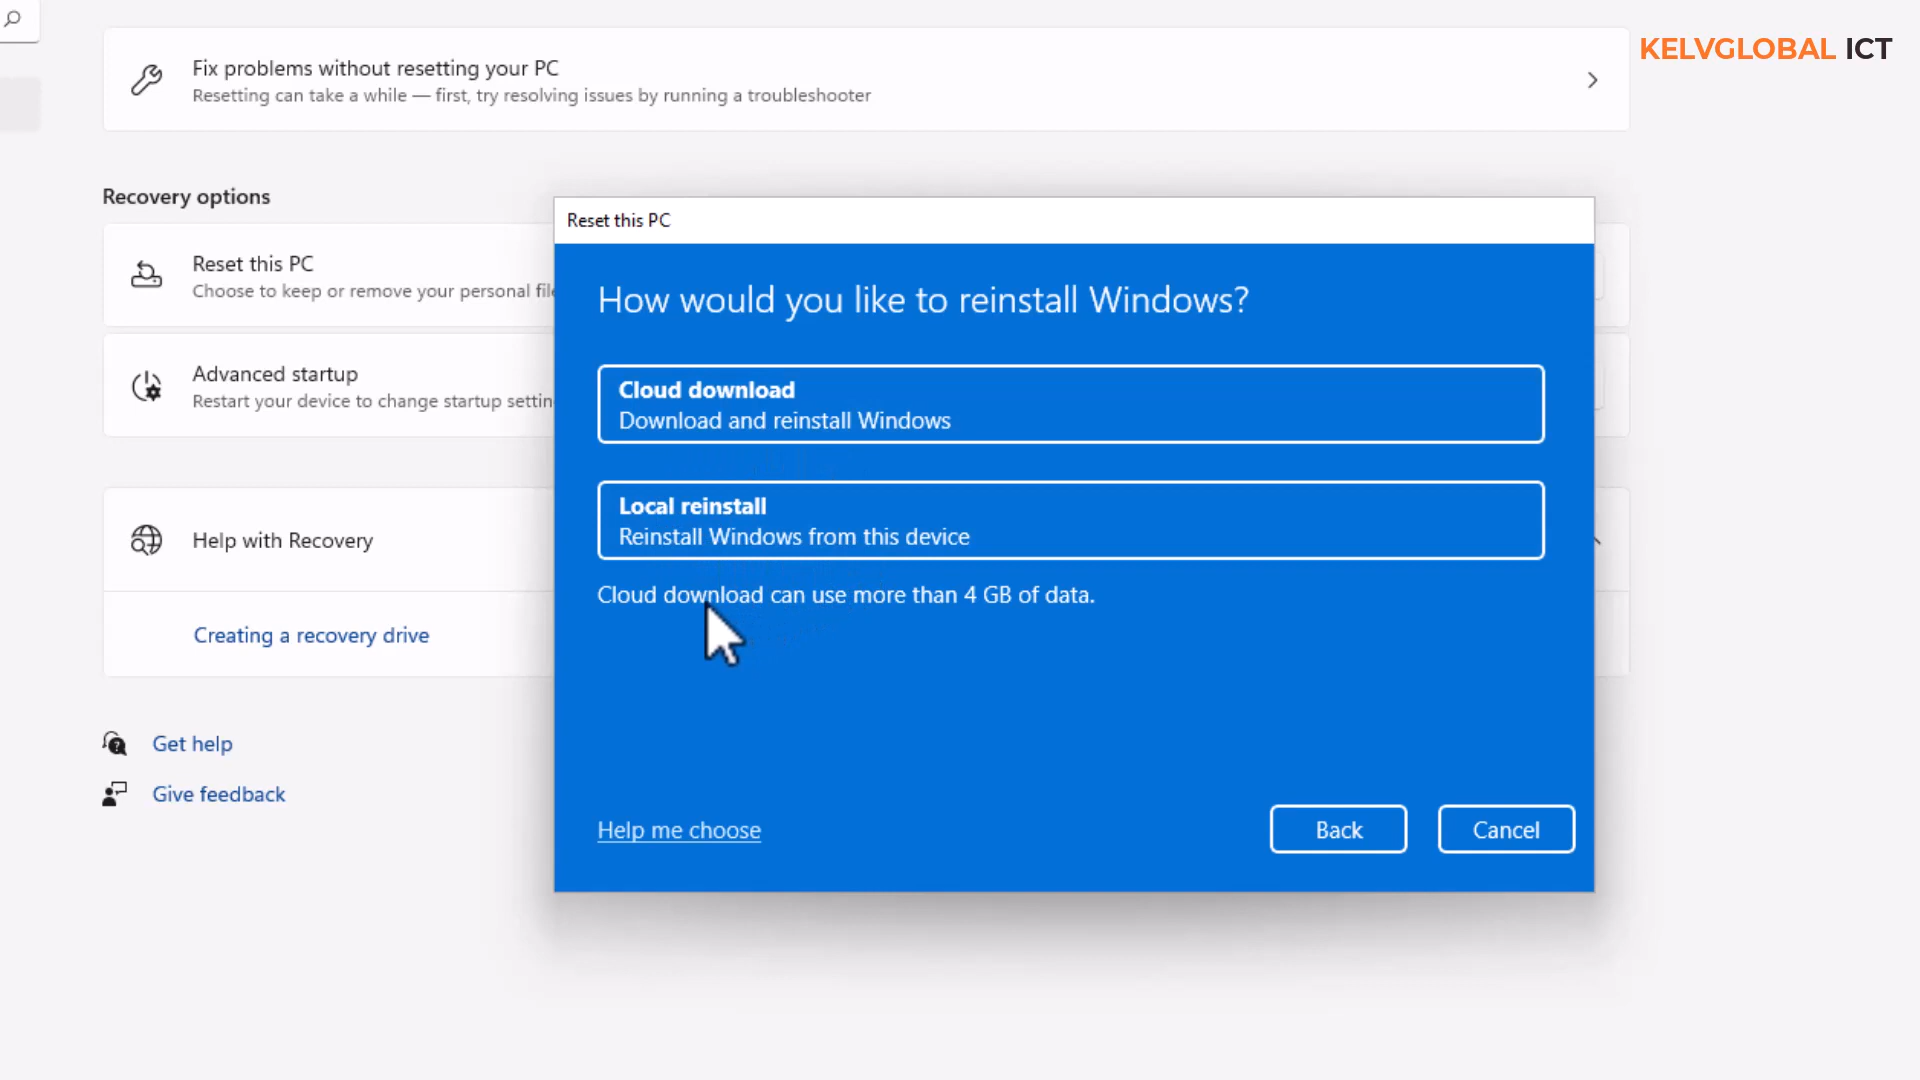 KELVGLOBAL ICT
Fix problems without resetting your PC
Resetting can take a while — first, try resolving issues by running a troubleshooter
Recovery options
Reset this PC
Choose to keep or remove your personal
Advanced startup
Restart your device to change startup
Help with Recovery
Creating a recovery drive
Get help
Give feedback
Reset this PC
How would you like to reinstall Windows?
Cloud download
Download and reinstall Windows
Local reinstall
Reinstall Windows from this device
Cloud download can use more than 4 GB of data.
Help me choose
Back
Cancel